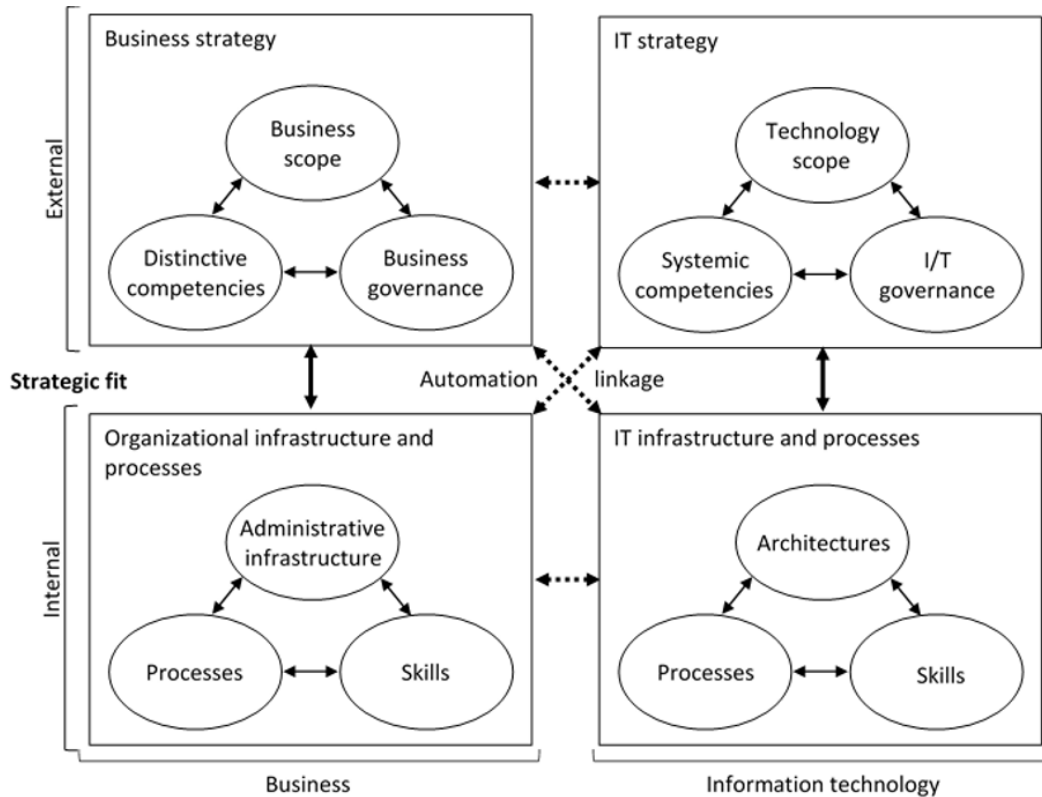 Business strategy
Business
scope
Distinctive
competencies
Business
governance
IT strategy
Technology
scope
Systemic
competencies
I/T
governance
External
Strategic fit
Automation linkage
Organizational infrastructure and
processes
Administrative
infrastructure
Processes
Skills
IT infrastructure and processes
Architectures
Processes
Skills
Internal
Business
Information technology